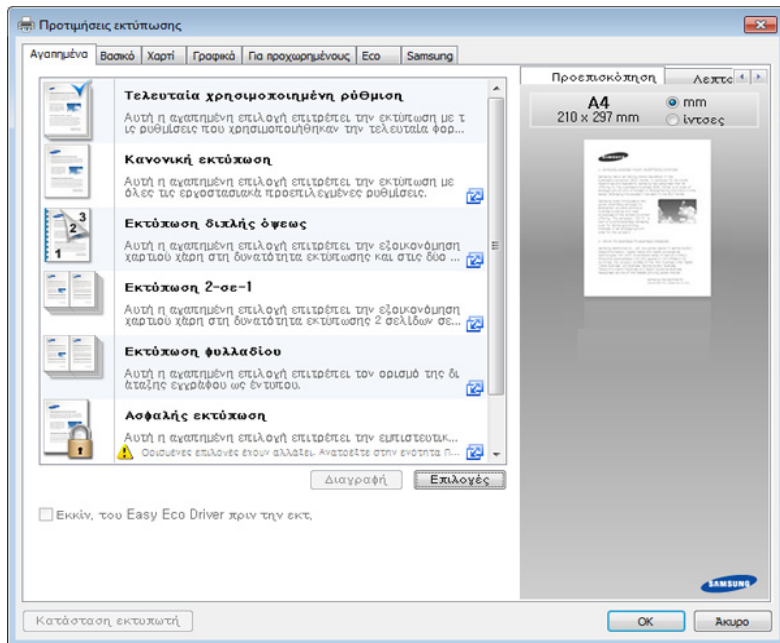 Προτιμήσεις εκτύπωσης
Αγαπημένα Βασικό Χαρτί Γραφικά Για προχωρημένους Eco Samsung
Τελευταία χρησιμοποιημένη ρύθμιση
Αυτή η αγαπημένη επιλογή επιτρέπει την εκτύπωση με τ
ις ρυθμίσεις που χρησιμοποιήθηκαν την τελευταία φορ...
Κανονική εκτύπωση
Αυτή η αγαπημένη επιλογή επιτρέπει την εκτύπωση με
όλες τις εργοστασιακά προεπιλεγμένες ρυθμίσεις.
Εκτύπωση διπλής όψεως
Αυτή η αγαπημένη επιλογή επιτρέπει την εξοικονόμηση
χαρτιού χάρη στη δυνατότητα εκτύπωσης και στις δύο ...
Εκτύπωση 2-σε-1
Αυτή η αγαπημένη επιλογή επιτρέπει την εξοικονόμηση
χαρτιού χάρη στη δυνατότητα εκτύπωσης 2 σελίδων σε...
Εκτύπωση φυλλαδίου
Αυτή η αγαπημένη επιλογή επιτρέπει τον ορισμό της δι
άταξης εγγράφου ως έντυπου.
Ασφαλής εκτύπωση
Αυτή η αγαπημένη επιλογή επιτρέπει την εμπιστευτικ...
Ορισμένες επιλογές έχουν αλλάξει. Ανατρέξτε στην ενότητα Π...
Διαγραφή Επιλογές
Εκκίν. του Easy Eco Driver πριν την εκτ.
Προεπισκόπηση Λεπτο
A4
210 x 297 mm
mm
ίντσες
SAMSUNG
Κατάσταση εκτυπωτή
OK Άκυρο